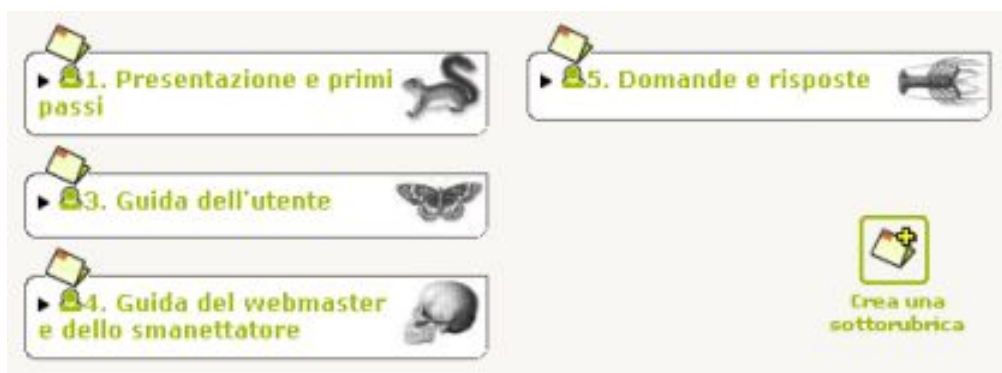 1. Presentazione e primi
passi
3. Guida dell'utente
4. Guida del webmaster
e dello smanettatore
5. Domande e risposte
Crea una
sottorubrica